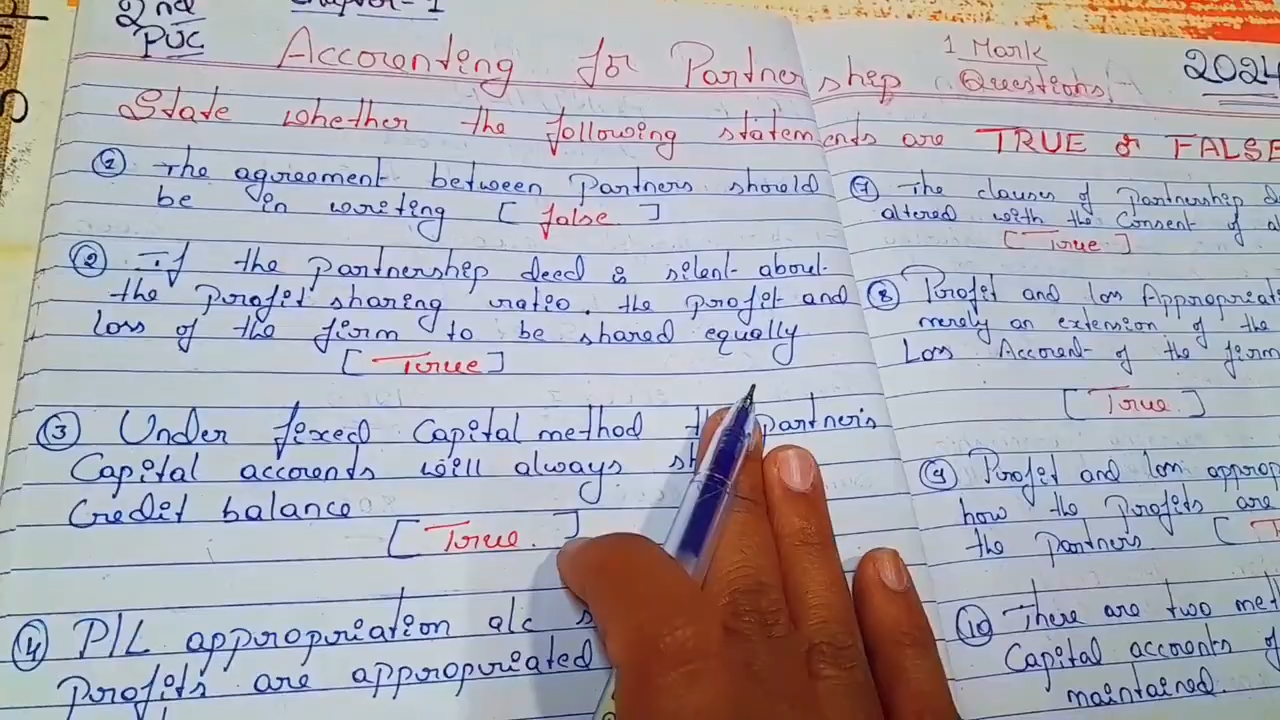 2nd
PUC
Chapter - 1
Accounting for Partnership
1 Mark
Questions
2024
State whether the following statements are TRUE or FALSE
① The agreement between Partners should
be in writing [ false ]
② If the partnership deed is silent about
the profit sharing ratio. the profit and
loss of the firm to be shared equally
[ True ]
③ Under fixed Capital method partner's
Capital accounts will always
Credit balance
[ True ]
④ P/L appropriation a/c
profits are appropriated
⑦ The clauses of partnership
altered with the Consent of
[ True ]
⑧ Profit and loss Appropriat
merely an extension of the
Loss Account of the firm
[ True ]
⑨ Profit and loss approp
how the profits are
the partners [
⑩ There are two met
Capital accounts of
maintained.